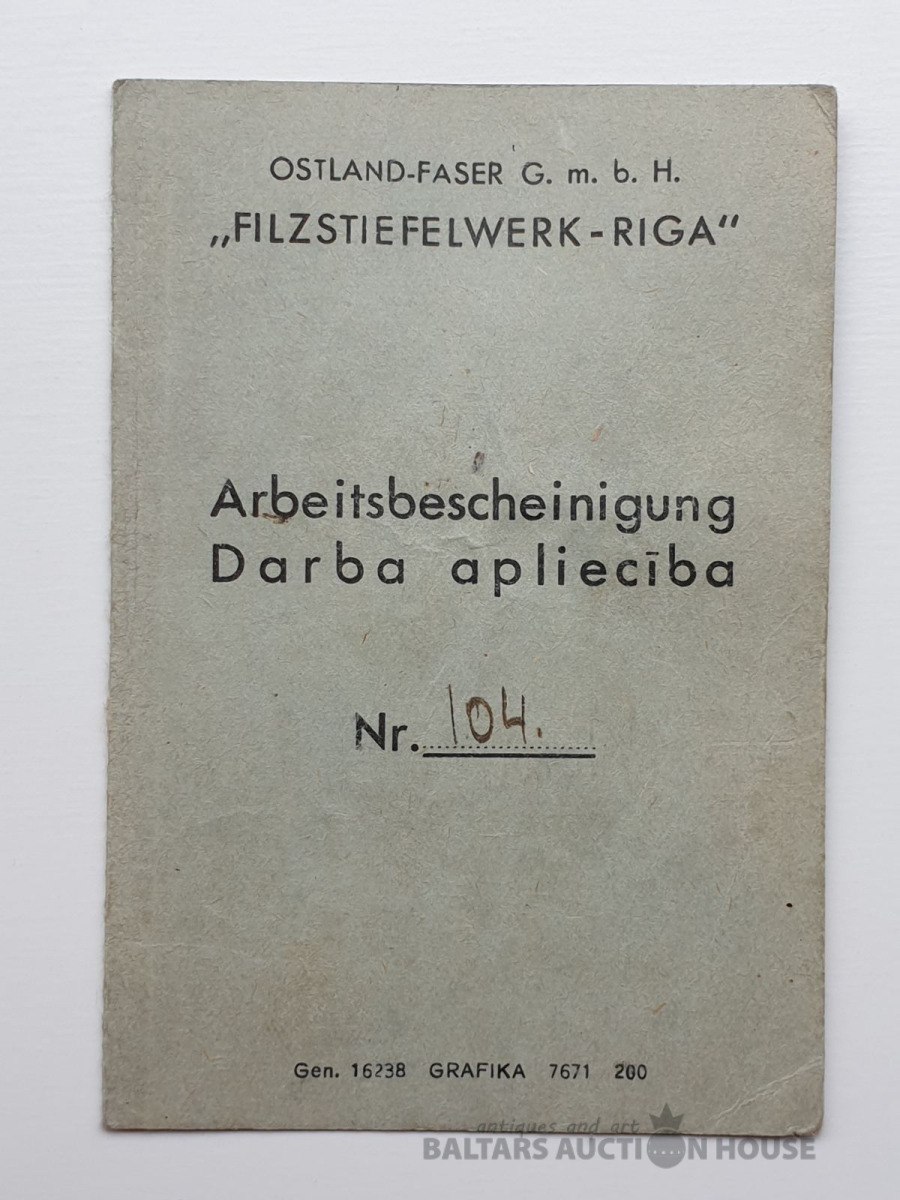 OSTLAND-FASER G. m. b. H.
„FILZSTIEFELWERK-RIGA“
Arbeitsbescheinigung
Darba apliecība
Nr. 104.
Gen. 16238 GRAFIKA 7671 200
antiques and art
BALTARS AUCTION HOUSE